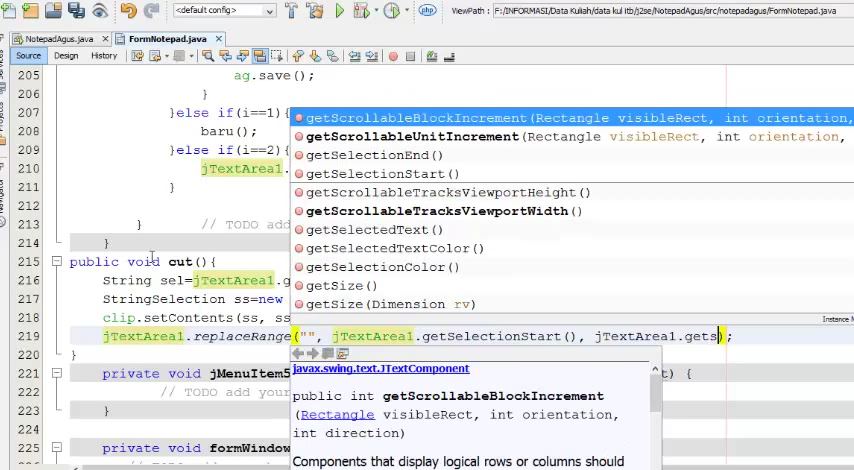 <default config>
ViewPath : F:/INFORMASI/Data Kuliah/data kul itb/j2se/NotepadAgus/src/notepadagus/FormNotepad.java
NotepadAgus.java
FormNotepad.java
Source Design History
205 ag.save();
206 }
207 }else if(i==1){
208 baru();
209 }else if(i==2){
210 jTextArea1.
211 }
212
213 } // TODO add
214 }
215 public void cut(){
216 String sel=jTextArea1.g
217 StringSelection ss=new
218 clip.setContents(ss, ss
219 jTextArea1.replaceRange("", jTextArea1.getSelectionStart(), jTextArea1.gets);
220 }
221 private void jMenuItem5 t) {
222 // TODO add your
223 }
224
225 private void formWindow
getScrollableBlockIncrement(Rectangle visibleRect, int orientation,
getScrollableUnitIncrement(Rectangle visibleRect, int orientation,
getSelectionEnd()
getSelectionStart()
getScrollableTracksViewportHeight()
getScrollableTracksViewportWidth()
getSelectedText()
getSelectedTextColor()
getSelectionColor()
getSize()
getSize(Dimension rv)
Instance M
javax.swing.text.JTextComponent
public int getScrollableBlockIncrement
(Rectangle visibleRect, int orientation,
int direction)
Components that display logical rows or columns should